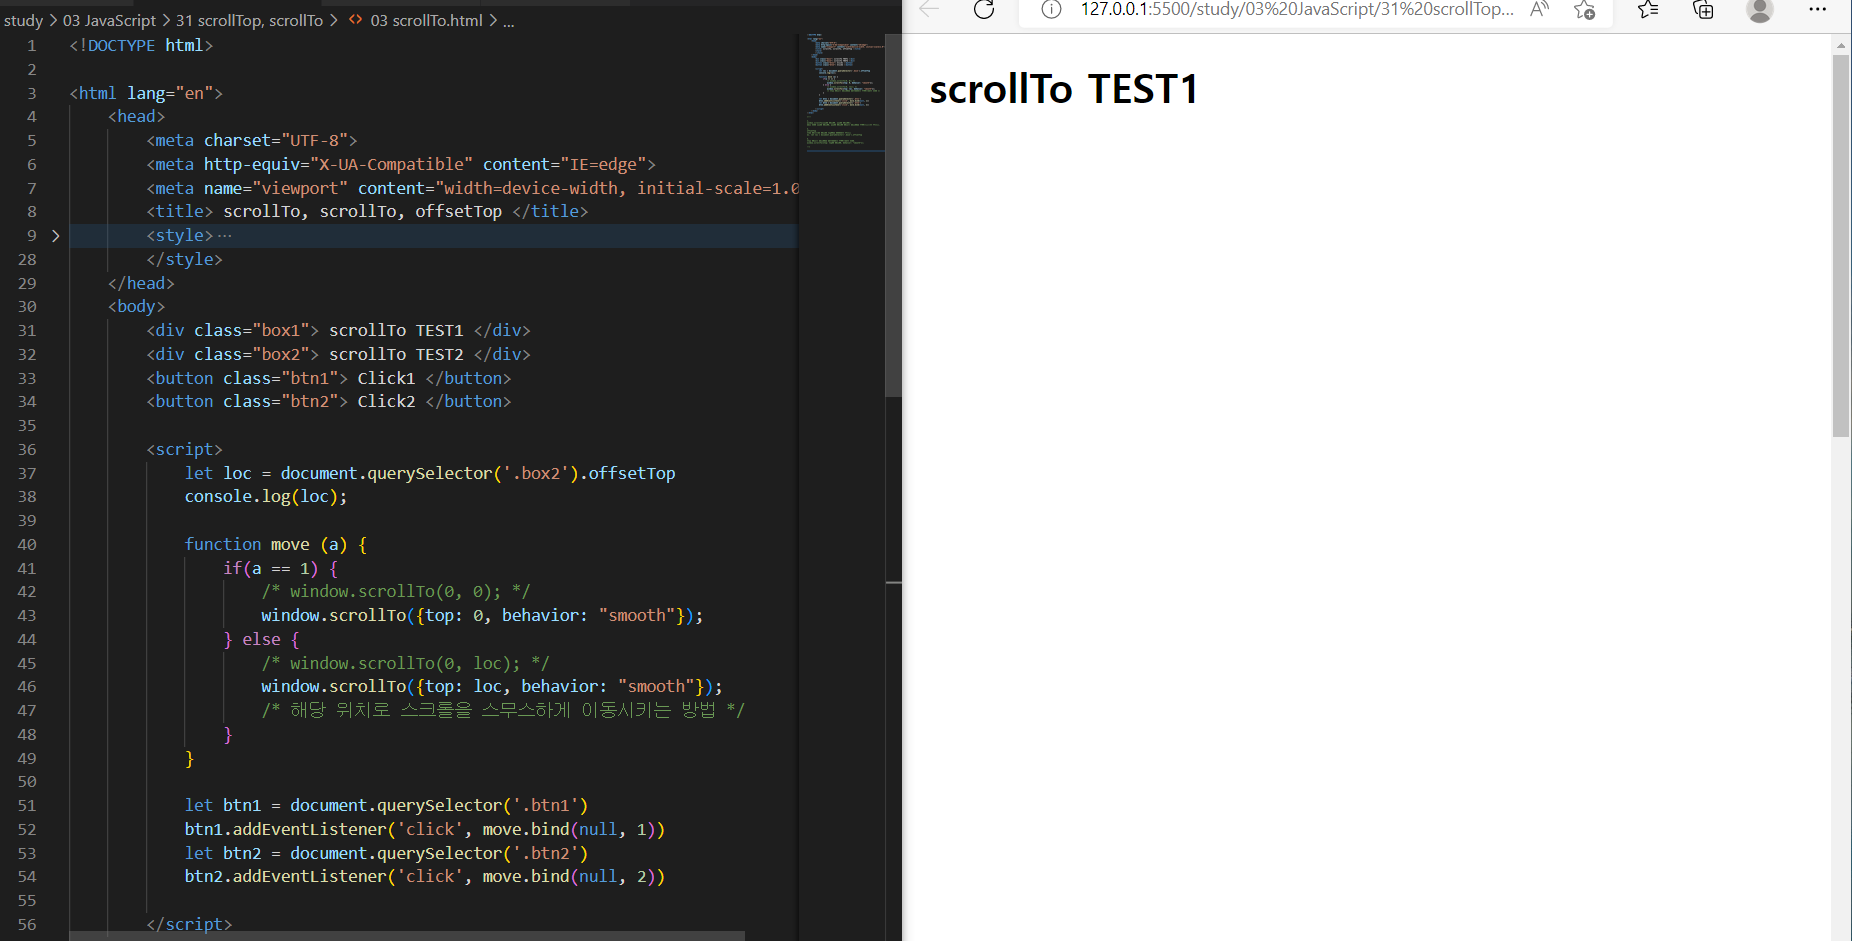 study > 03 JavaScript > 31 scrollTop, scrollTo > <> 03 scrollTo.html > ...
1 <!DOCTYPE html>
2
3 <html lang="en">
4 <head>
5 <meta charset="UTF-8">
6 <meta http-equiv="X-UA-Compatible" content="IE=edge">
7 <meta name="viewport" content="width=device-width, initial-scale=1.0
8 <title> scrollTo, scrollTo, offsetTop </title>
9 > <style>...
28 </style>
29 </head>
30 <body>
31 <div class="box1"> scrollTo TEST1 </div>
32 <div class="box2"> scrollTo TEST2 </div>
33 <button class="btn1"> Click1 </button>
34 <button class="btn2"> Click2 </button>
35
36 <script>
37 let loc = document.querySelector('.box2').offsetTop
38 console.log(loc);
39
40 function move (a) {
41 if(a == 1) {
42 /* window.scrollTo(0, 0); */
43 window.scrollTo({top: 0, behavior: "smooth"});
44 } else {
45 /* window.scrollTo(0, loc); */
46 window.scrollTo({top: loc, behavior: "smooth"});
47 /* 해당 위치로 스크롤을 스무스하게 이동시키는 방법 */
48 }
49 }
50
51 let btn1 = document.querySelector('.btn1')
52 btn1.addEventListener('click', move.bind(null, 1))
53 let btn2 = document.querySelector('.btn2')
54 btn2.addEventListener('click', move.bind(null, 2))
55
56 </script>
127.0.0.1:5500/study/03%20JavaScript/31%20scrollTop...
scrollTo TEST1